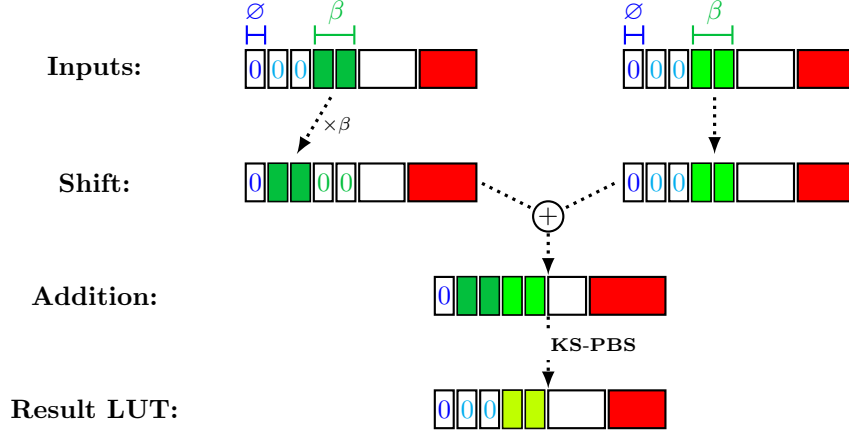 ∅ β ∅ β
Inputs: 0 0 0 0 0 0
×β
Shift: 0 0 0 0 0 0
+
Addition: 0
KS-PBS
Result LUT: 0 0 0